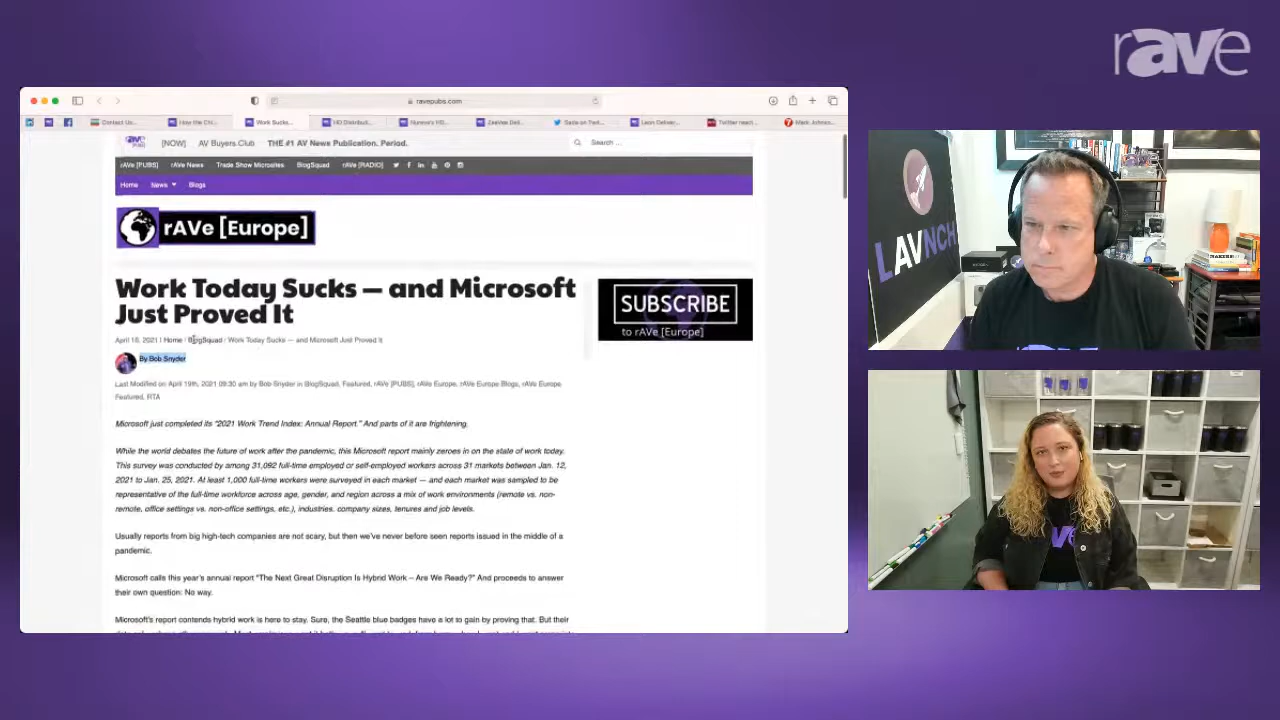 rave
ravepubs.com
Contact Us...
Work Sucks...
HD Distributi...
Leon Deliver...
Twitter react...
Mark Johnso...
[NOW] AV Buyers Club THE #1 AV News Publication. Period.
Search ...
rAVe [PUBS] rAVe News Trade Show Microsites BlogSquad rAVe [RADIO]
Home News Blogs
rAVe [Europe]
Work Today Sucks — and Microsoft
Just Proved It
SUBSCRIBE
to rAVe [Europe]
Home / BlogSquad / Work Today Sucks — and Microsoft Just Proved It
By Bob Snyder
Last Modified on April 19th, 2021 09:30 am by Bob Snyder in BlogSquad, Featured, rAVe [PUBS], rAVe Europe, rAVe Europe Blogs, rAVe Europe
Featured, RTA
Microsoft just completed its "2021 Work Trend Index: Annual Report." And parts of it are frightening.
While the world debates the future of work after the pandemic, this Microsoft report mainly zeroes in on the state of work today.
This survey was conducted by among 31,092 full-time employed or self-employed workers across 31 markets between Jan. 12,
2021 to Jan. 25, 2021. At least 1,000 full-time workers were surveyed in each market — and each market was sampled to be
representative of the full-time workforce across age, gender, and region across a mix of work environments (remote vs. non-
remote, office settings vs. non-office settings, etc.), industries, company sizes, tenures and job levels.
Usually reports from big high-tech companies are not scary, but then we've never before seen reports issued in the middle of a
pandemic.
Microsoft calls this year's annual report "The Next Great Disruption Is Hybrid Work – Are We Ready?" And proceeds to answer
their own question: No way.
Microsoft's report contends hybrid work is here to stay. Sure, the Seattle blue badges have a lot to gain by proving that. But their
LAVNCH